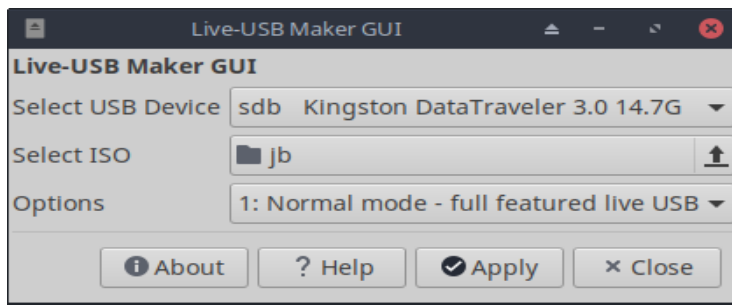 Live-USB Maker GUI
Live-USB Maker GUI
Select USB Device sdb Kingston DataTraveler 3.0 14.7G
Select ISO jb
Options 1: Normal mode - full featured live USB
About ? Help Apply Close